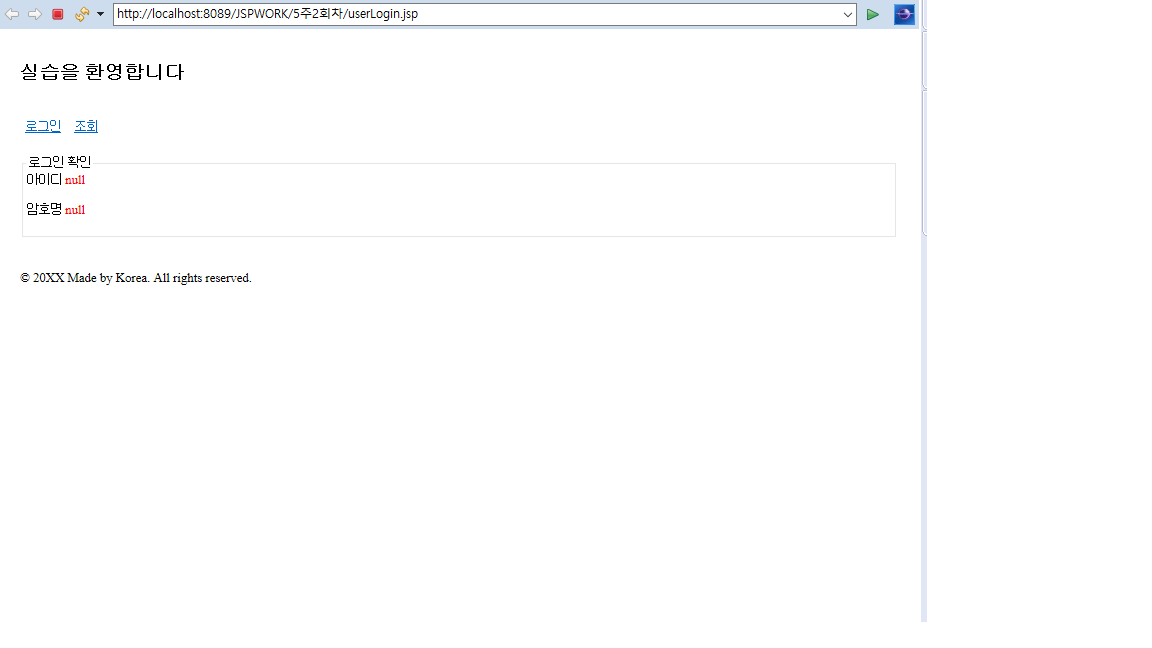 http://localhost:8089/JSPWORK/5주2회차/userLogin.jsp
실습을 환영합니다
로그인 조회
로그인 확인
아이디 null
암호명 null
© 20XX Made by Korea. All rights reserved.